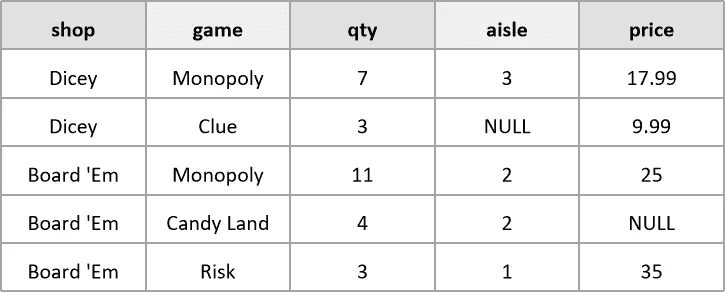 shop game qty aisle price
Dicey Monopoly 7 3 17.99
Dicey Clue 3 NULL 9.99
Board 'Em Monopoly 11 2 25
Board 'Em Candy Land 4 2 NULL
Board 'Em Risk 3 1 35